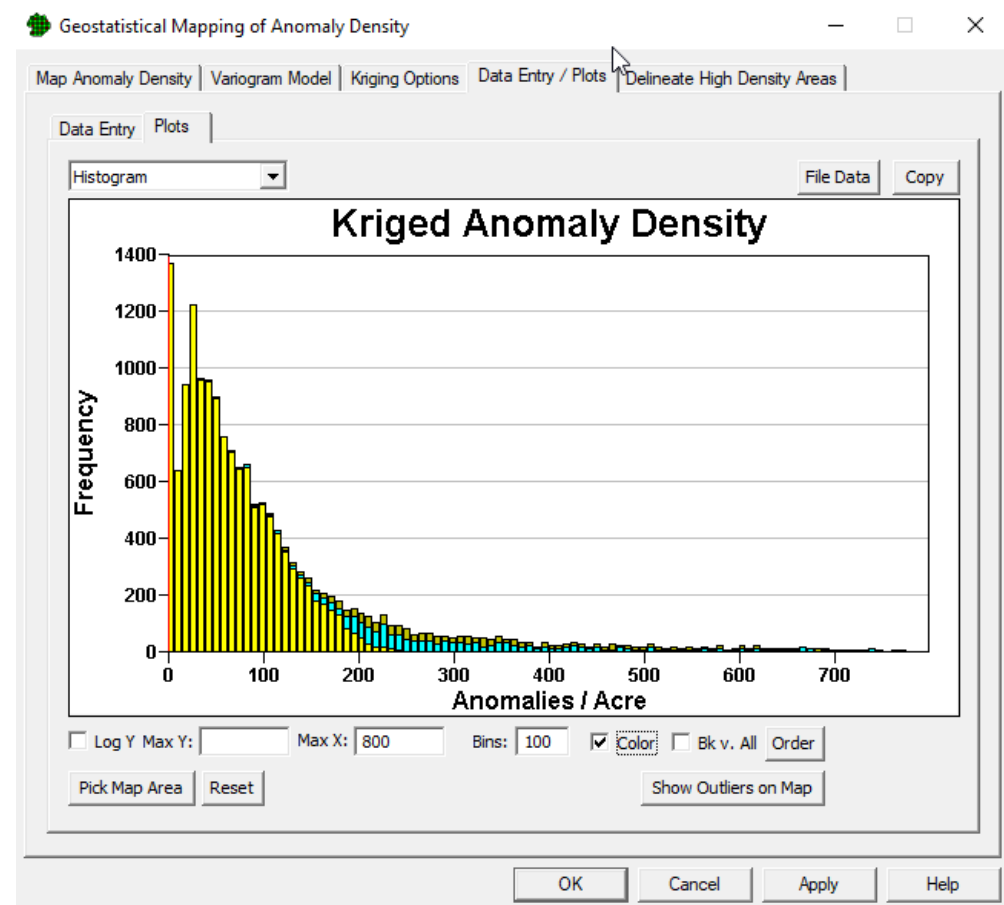 Geostatistical Mapping of Anomaly Density
Map Anomaly Density Variogram Model Kriging Options Data Entry / Plots Delineate High Density Areas
Data Entry Plots
Histogram File Data Copy
Kriged Anomaly Density
1400
1200
1000
800
600
400
200
0
Frequency
0 100 200 300 400 500 600 700
Anomalies / Acre
Log Y Max Y: Max X: 800 Bins: 100 Color Bk v. All Order
Pick Map Area Reset Show Outliers on Map
OK Cancel Apply Help